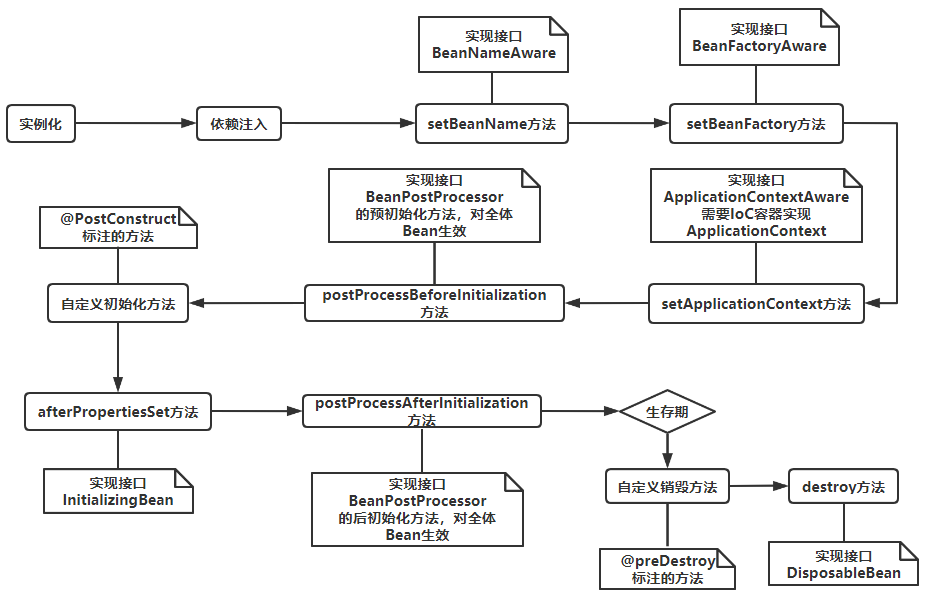 实现接口
BeanNameAware
实现接口
BeanFactoryAware
实例化
依赖注入
setBeanName方法
setBeanFactory方法
实现接口
BeanPostProcessor
的预初始化方法，对全体
Bean生效
实现接口
ApplicationContextAware
需要IoC容器实现
ApplicationContext
@PostConstruct
标注的方法
自定义初始化方法
postProcessBeforeInitialization
方法
setApplicationContext方法
afterPropertiesSet方法
postProcessAfterInitialization
方法
生存期
实现接口
InitializingBean
实现接口
BeanPostProcessor
的后初始化方法，对全体
Bean生效
自定义销毁方法
destroy方法
@preDestroy
标注的方法
实现接口
DisposableBean